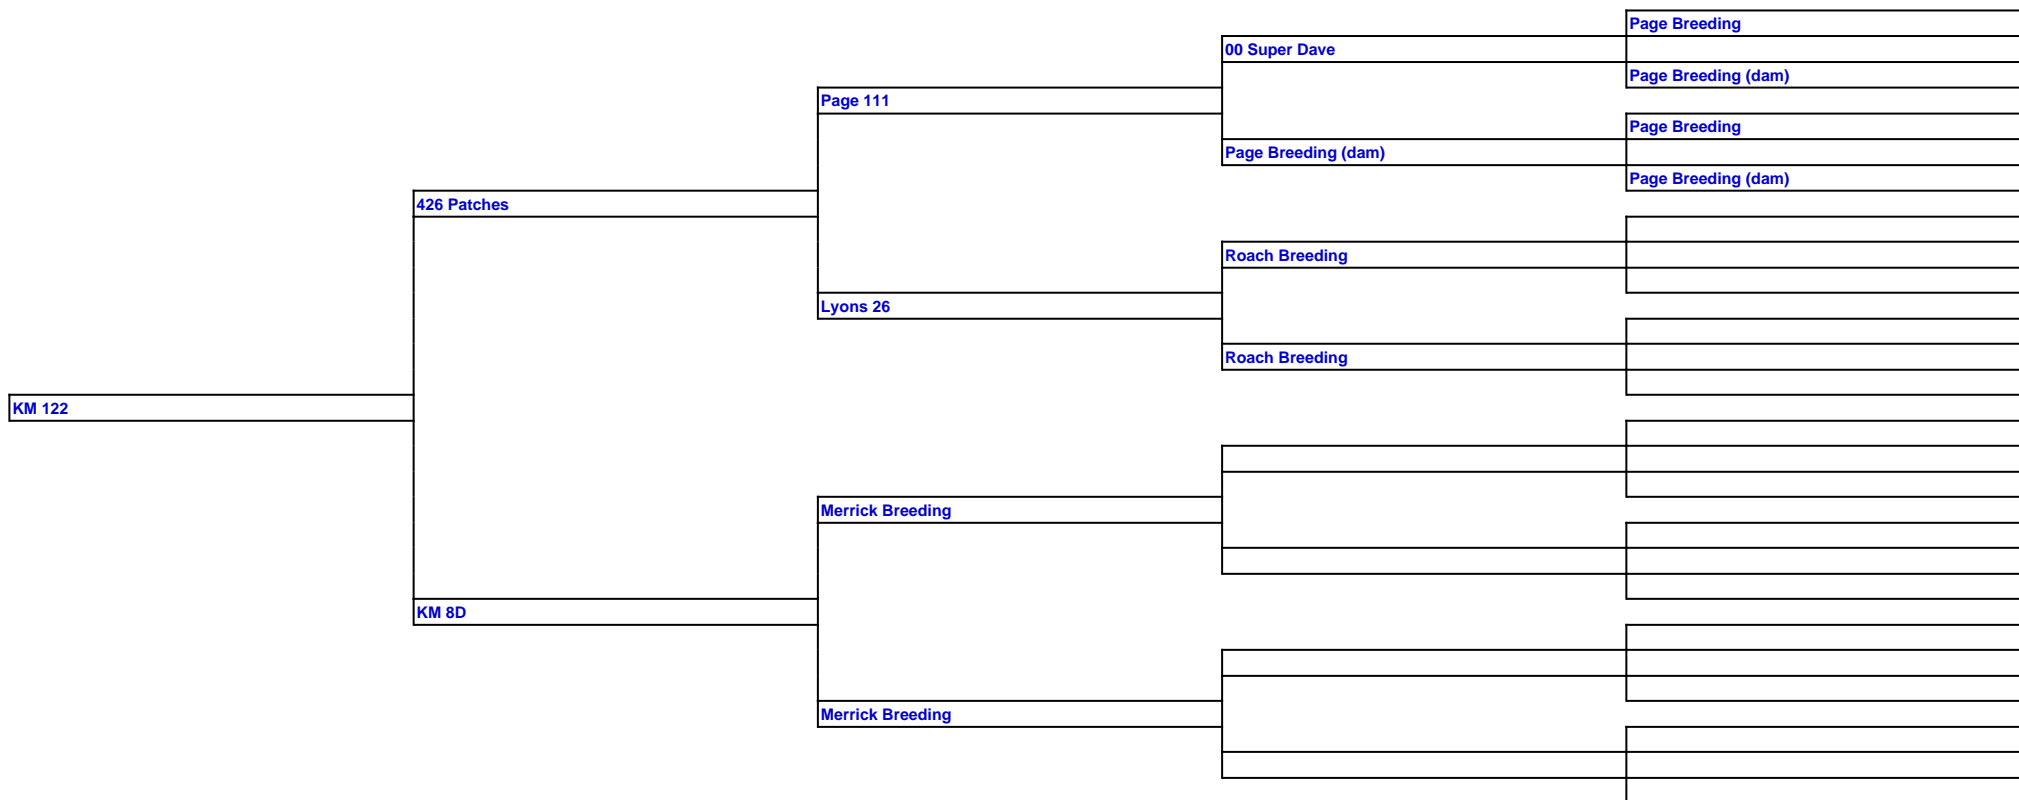 Page Breeding
00 Super Dave
Page Breeding (dam)
Page 111
Page Breeding
Page Breeding (dam)
Page Breeding (dam)
426 Patches
Roach Breeding
Lyons 26
Roach Breeding
KM 122
Merrick Breeding
KM 8D
Merrick Breeding